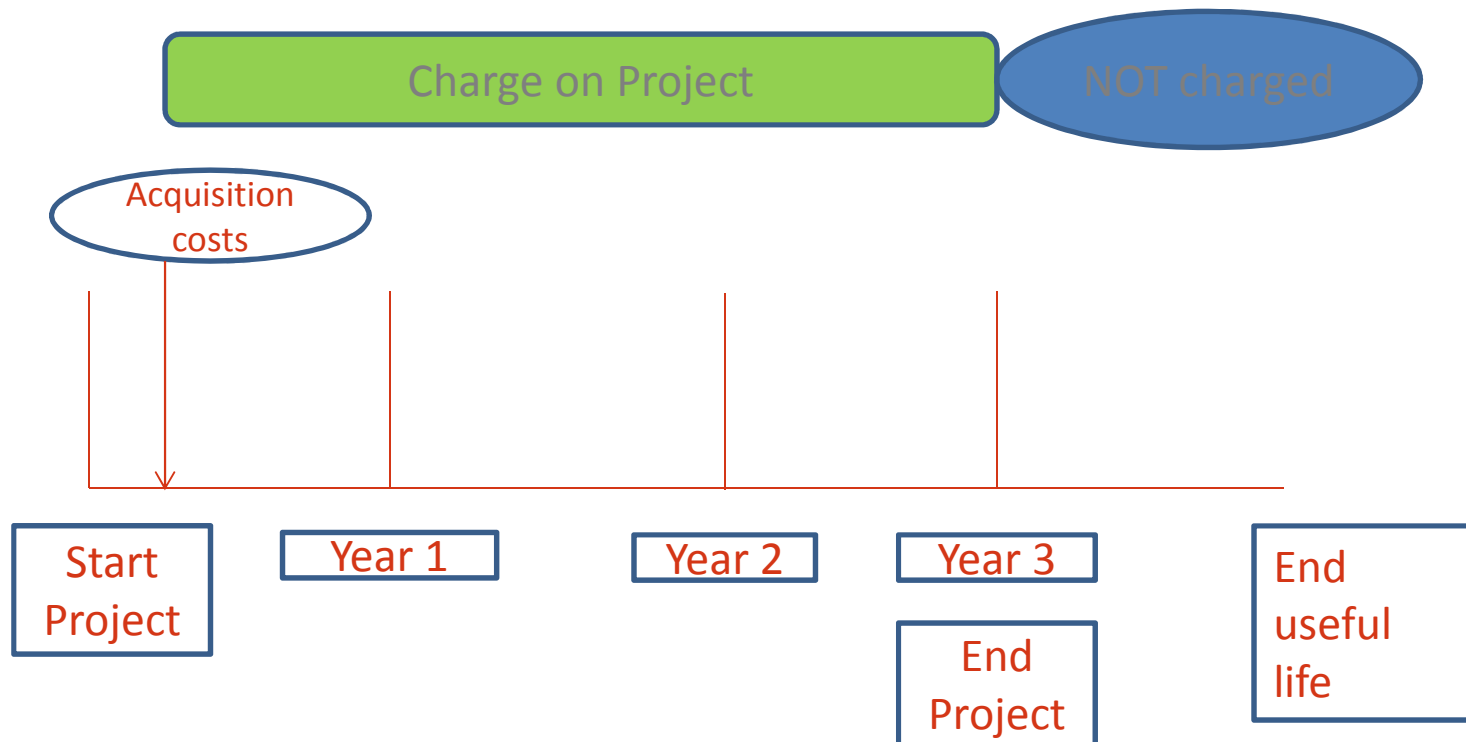 Charge on Project
NOT charged
Acquisition
costs
Start
Project
Year 1
Year 2
Year 3
End
Project
End
useful
life